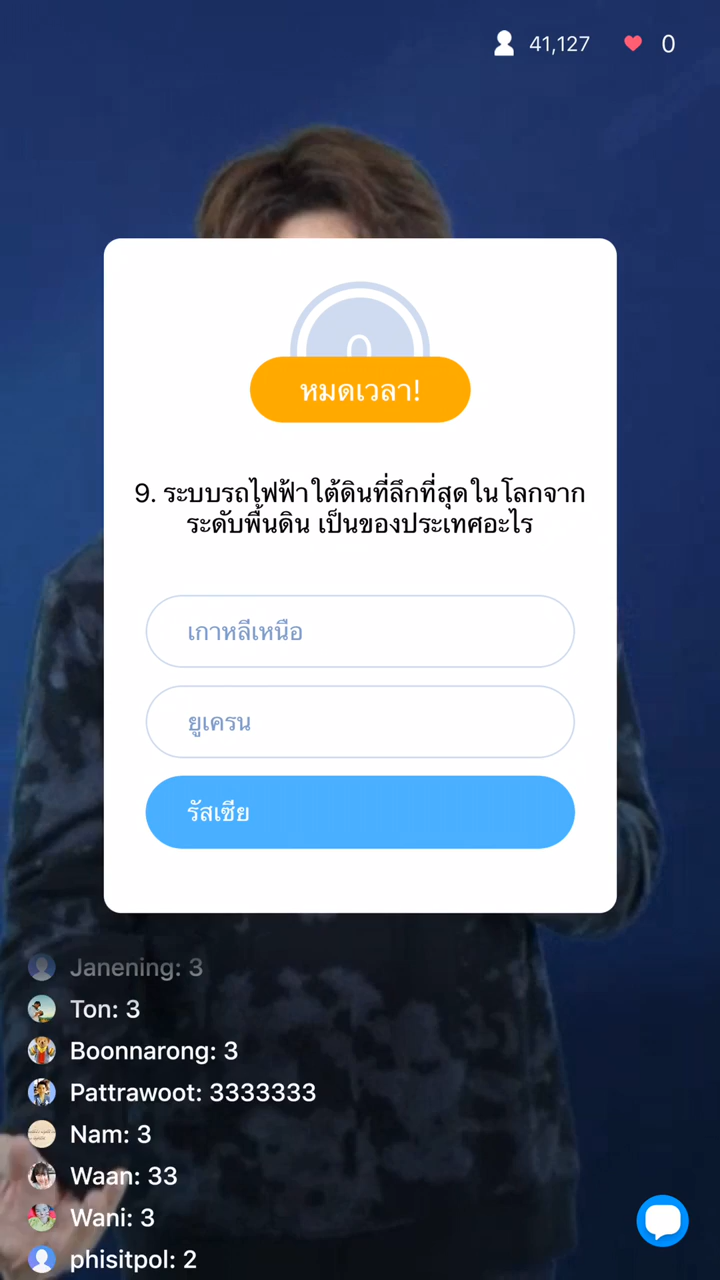 41,127
0
0
หมดเวลา!
9. ระบบรถไฟฟ้าใต้ดินที่ลึกที่สุดในโลกจาก
ระดับพื้นดิน เป็นของประเทศอะไร
เกาหลีเหนือ
ยูเครน
รัสเซีย
Janening: 3
Ton: 3
Boonnarong: 3
Pattrawoot: 3333333
Nam: 3
Waan: 33
Wani: 3
phisitpol: 2